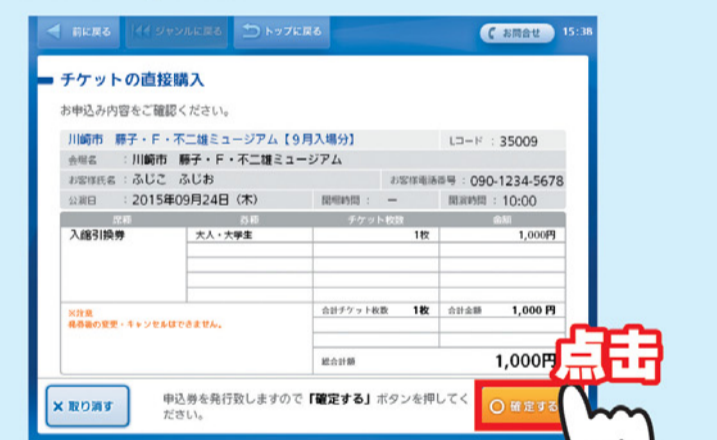 前に戻る ジャンルに戻る トップに戻る お問合せ 15:38
チケットの直接購入
お申込み内容をご確認ください。
川崎市 藤子・F・不二雄ミュージアム【9月入場分】 Lコード : 35009
会場名 : 川崎市 藤子・F・不二雄ミュージアム
お客様氏名 : ふじこ ふじお お客様電話番号 : 090-1234-5678
公演日 : 2015年09月24日（木） 開場時間 : － 開演時間 : 10:00
席種 券種 チケット枚数 金額
入館引換券 大人・大学生 1枚 1,000円
※注意 合計チケット枚数 1枚 合計金額 1,000 円
発券後の変更・キャンセルはできません。
総合計額 1,000円
点击
× 取り消す 申込券を発行致しますので「確定する」ボタンを押してください。 確定する